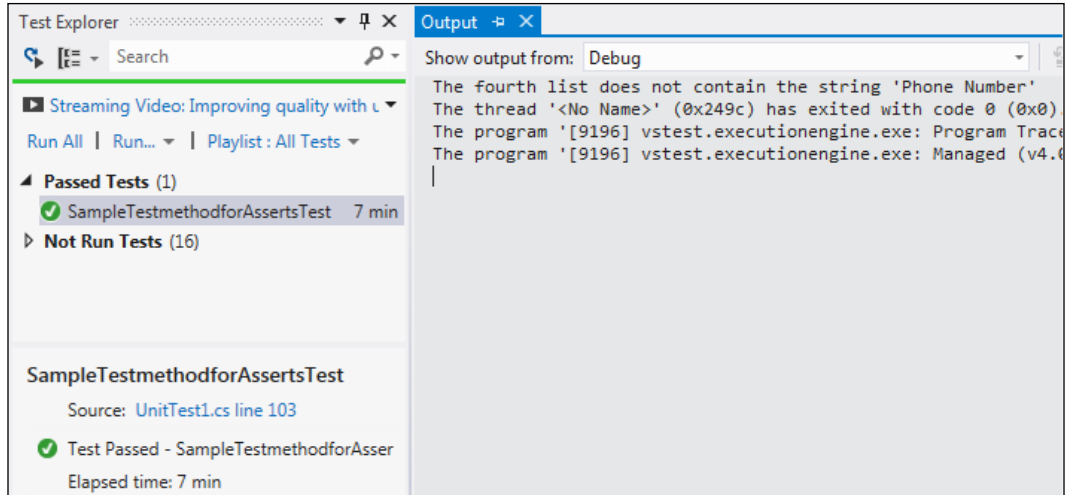 Test Explorer
Search
Streaming Video: Improving quality with u
Run All | Run... | Playlist : All Tests
Passed Tests (1)
SampleTestmethodforAssertsTest 7 min
Not Run Tests (16)
SampleTestmethodforAssertsTest
Source: UnitTest1.cs line 103
Test Passed - SampleTestmethodforAsser
Elapsed time: 7 min
Output
Show output from: Debug
The fourth list does not contain the string 'Phone Number'
The thread '<No Name>' (0x249c) has exited with code 0 (0x0).
The program '[9196] vstest.executionengine.exe: Program Trace
The program '[9196] vstest.executionengine.exe: Managed (v4.0